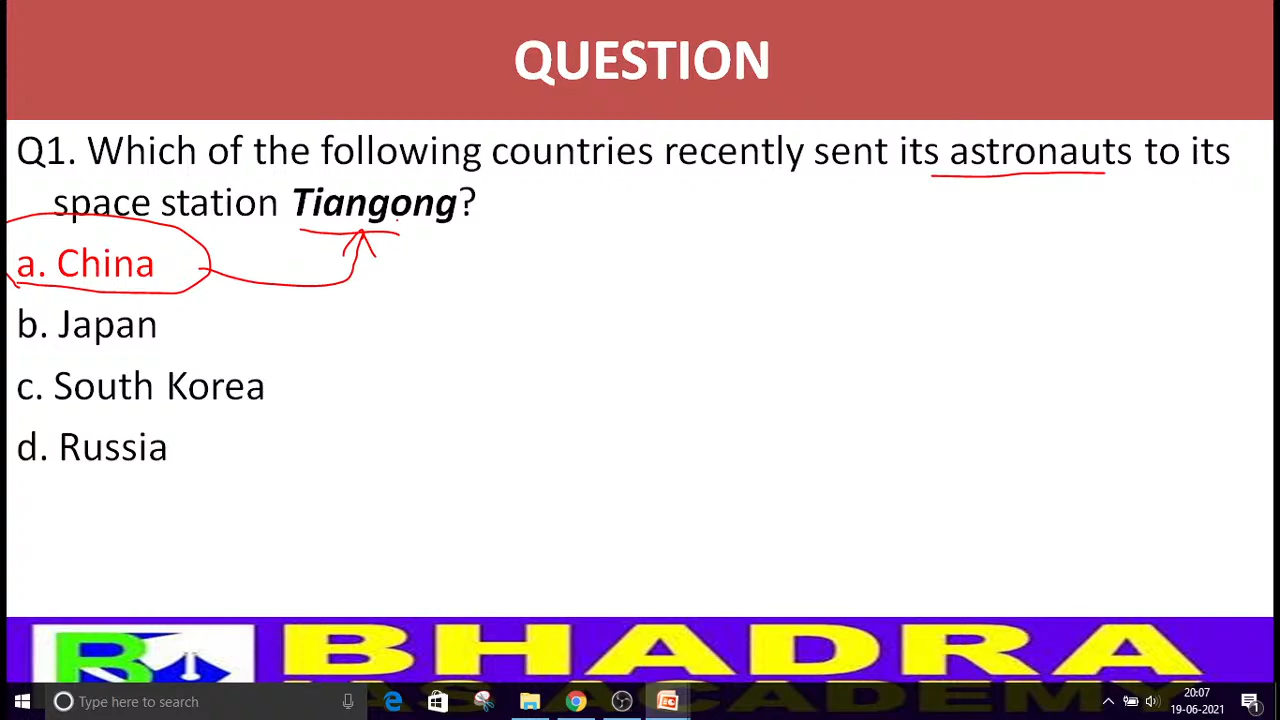 QUESTION
Q1. Which of the following countries recently sent its astronauts to its
space station Tiangong?
a. China
b. Japan
c. South Korea
d. Russia
BHADRA
Type here to search
20:07
19-06-2021